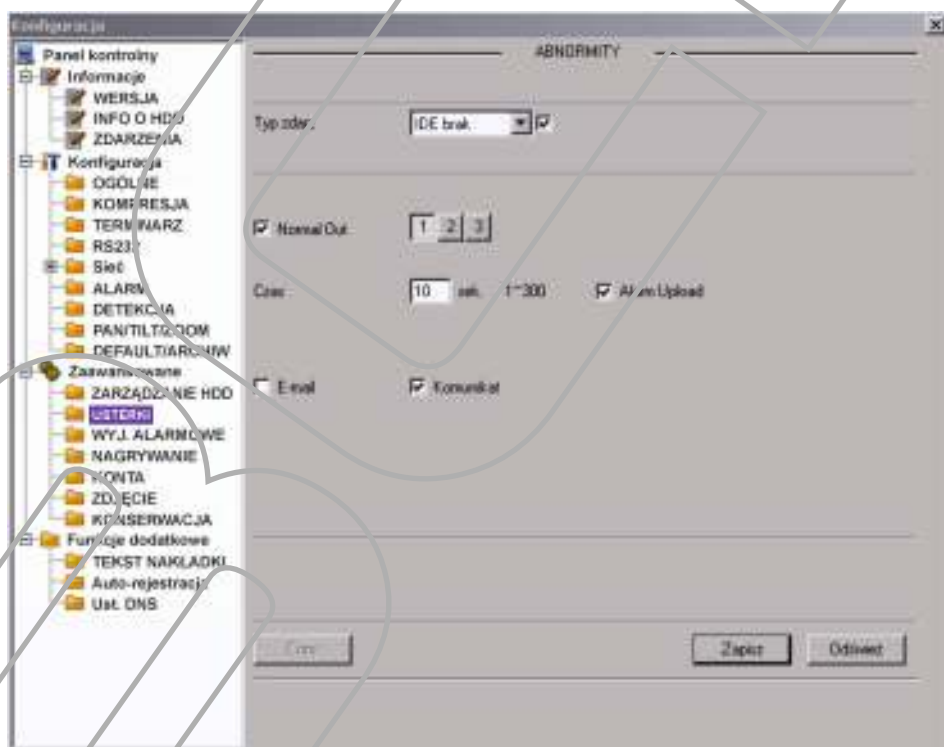 Konfiguracja
Panel kontrolny
Informacje
WERSJA
INFO O HDD
ZDARZENIA
Konfiguracja
OGÓLNE
KOMPRESJA
TERMINARZ
RS232
Sieć
ALARM
DETEKCJA
PAN/TILT/ZOOM
DEFAULT/ARCHIW
Zaawansowane
ZARZĄDZANIE HDD
USTERKI
WYJ. ALARMOWE
NAGRYWANIE
KONTA
ZDJĘCIE
KONSERWACJA
Funkcje dodatkowe
TEKST NAKŁADKI
Auto-rejestracja
Ust. DNS
ABNORMITY
Typ zdar.
IDE brak
Normal Out
1 2 3
Czas
10 sek. 1~300
Alarm Upload
E-mail
Komunikat
Zapisz
Odśwież